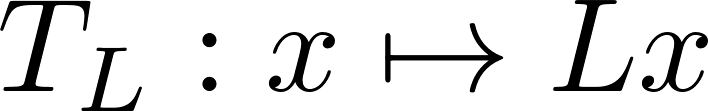 T_L : x ↦ Lx